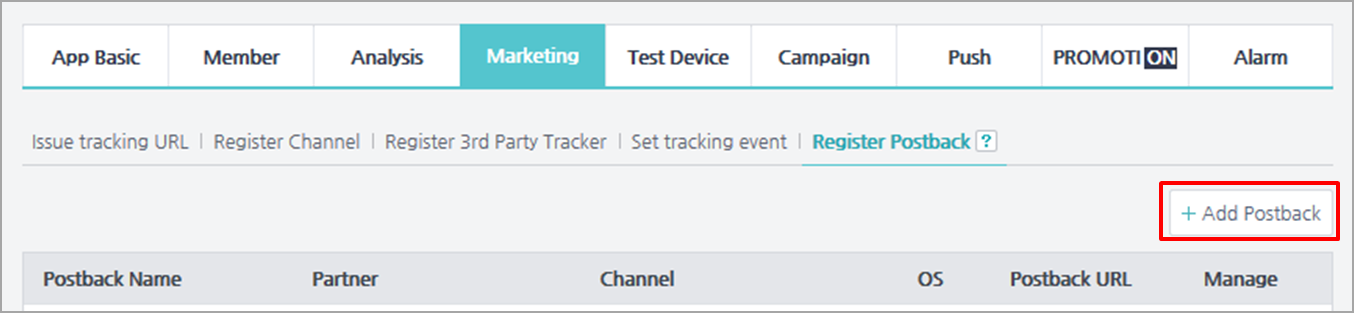 App Basic Member Analysis Marketing Test Device Campaign Push PROMOTION Alarm
Issue tracking URL | Register Channel | Register 3rd Party Tracker | Set tracking event | Register Postback ?
+ Add Postback
Postback Name Partner Channel OS Postback URL Manage